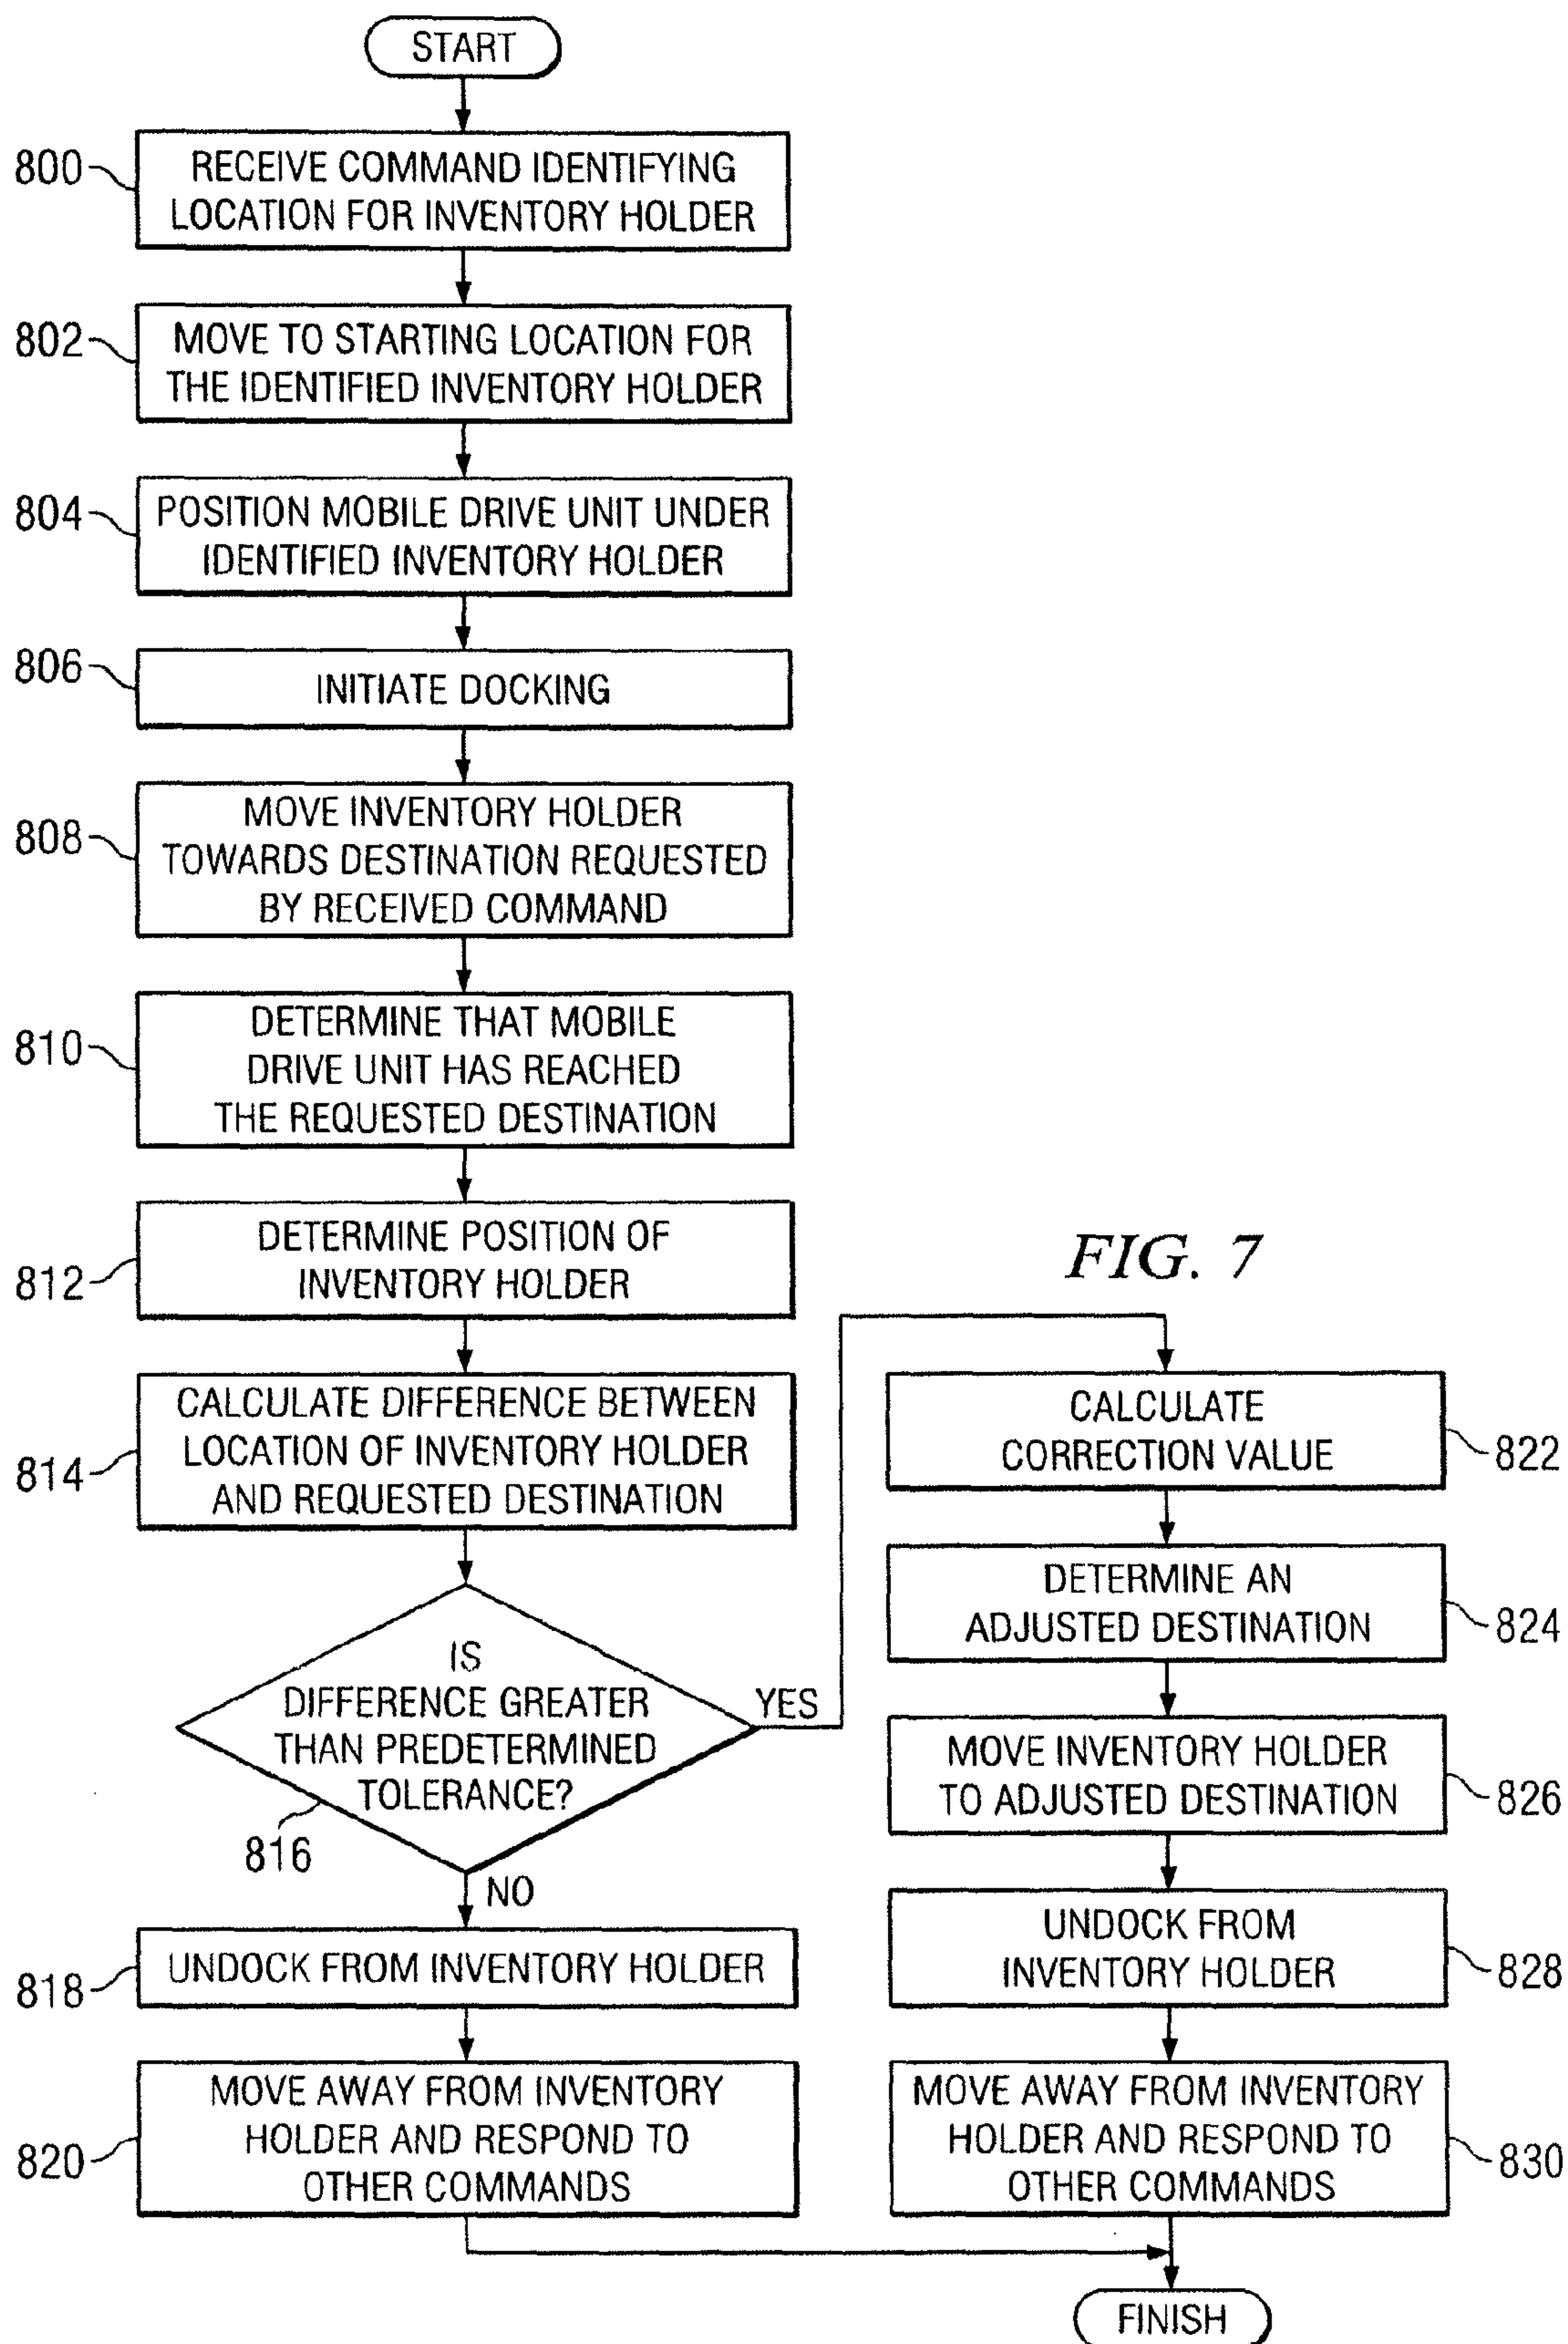 START
800
RECEIVE COMMAND IDENTIFYING
LOCATION FOR INVENTORY HOLDER
802
MOVE TO STARTING LOCATION FOR
THE IDENTIFIED INVENTORY HOLDER
804
POSITION MOBILE DRIVE UNIT UNDER
IDENTIFIED INVENTORY HOLDER
806
INITIATE DOCKING
808
MOVE INVENTORY HOLDER
TOWARDS DESTINATION REQUESTED
BY RECEIVED COMMAND
810
DETERMINE THAT MOBILE
DRIVE UNIT HAS REACHED
THE REQUESTED DESTINATION
812
DETERMINE POSITION OF
INVENTORY HOLDER
814
CALCULATE DIFFERENCE BETWEEN
LOCATION OF INVENTORY HOLDER
AND REQUESTED DESTINATION
816
IS
DIFFERENCE GREATER
THAN PREDETERMINED
TOLERANCE?
YES
NO
818
UNDOCK FROM INVENTORY HOLDER
820
MOVE AWAY FROM INVENTORY
HOLDER AND RESPOND TO
OTHER COMMANDS
FIG. 7
CALCULATE
CORRECTION VALUE
822
DETERMINE AN
ADJUSTED DESTINATION
824
MOVE INVENTORY HOLDER
TO ADJUSTED DESTINATION
826
UNDOCK FROM
INVENTORY HOLDER
828
MOVE AWAY FROM INVENTORY
HOLDER AND RESPOND TO
OTHER COMMANDS
830
FINISH